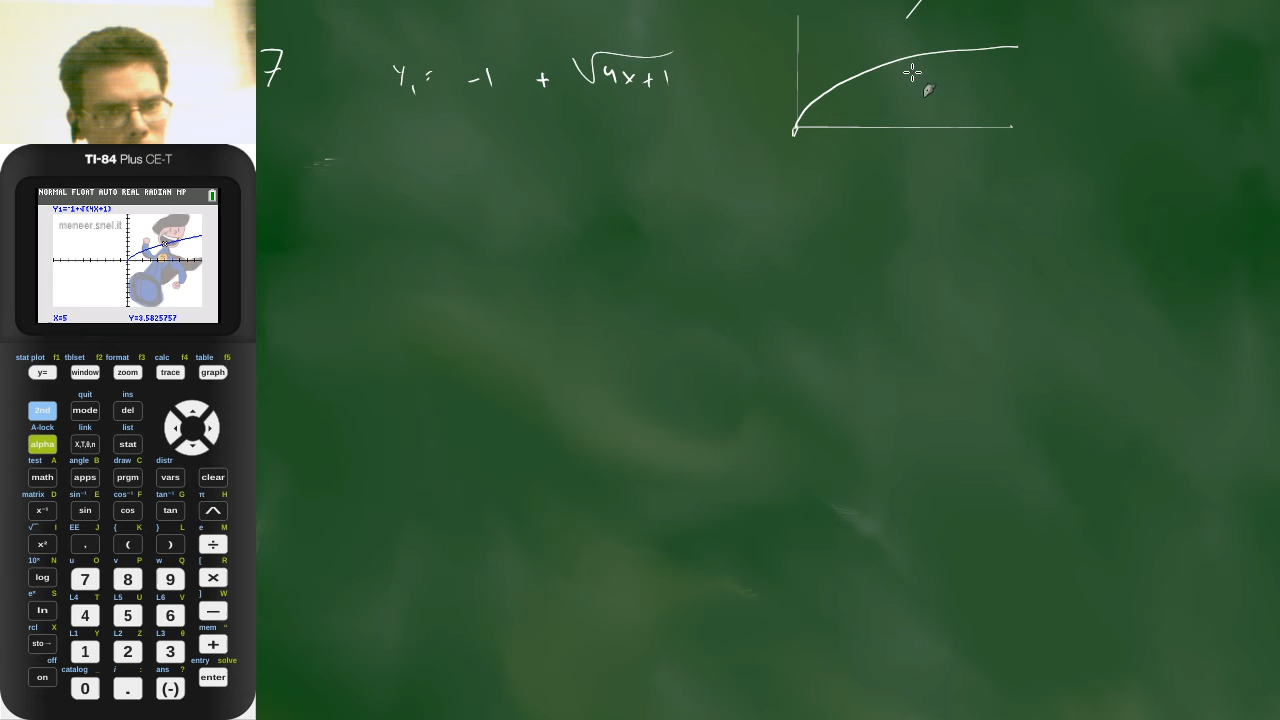 7 Y₁ = -1 + √4x+1
TI-84 Plus CE-T
NORMAL FLOAT AUTO REAL RADIAN MP
Y1=-1+√(4X+1)
meneer.snel.it
X=5 Y=3.5825757
stat plot f1 tblset f2 format f3 calc f4 table f5
y= window zoom trace graph
quit ins
2nd mode del
A-lock link list
alpha X,T,θ,n stat
test A angle B draw C distr
math apps prgm vars clear
matrix D sin⁻¹ E cos⁻¹ F tan⁻¹ G π H
x⁻¹ sin cos tan ^
√ I EE J { K } L e M
x² , ( ) ÷
10ˣ N u O v P w Q [ R
log 7 8 9 ×
eˣ S L4 T L5 U L6 V ] W
ln 4 5 6 —
rcl X L1 Y L2 Z L3 θ mem "
sto→ 1 2 3 +
off catalog _ i : ans ? entry solve
on 0 . (-) enter